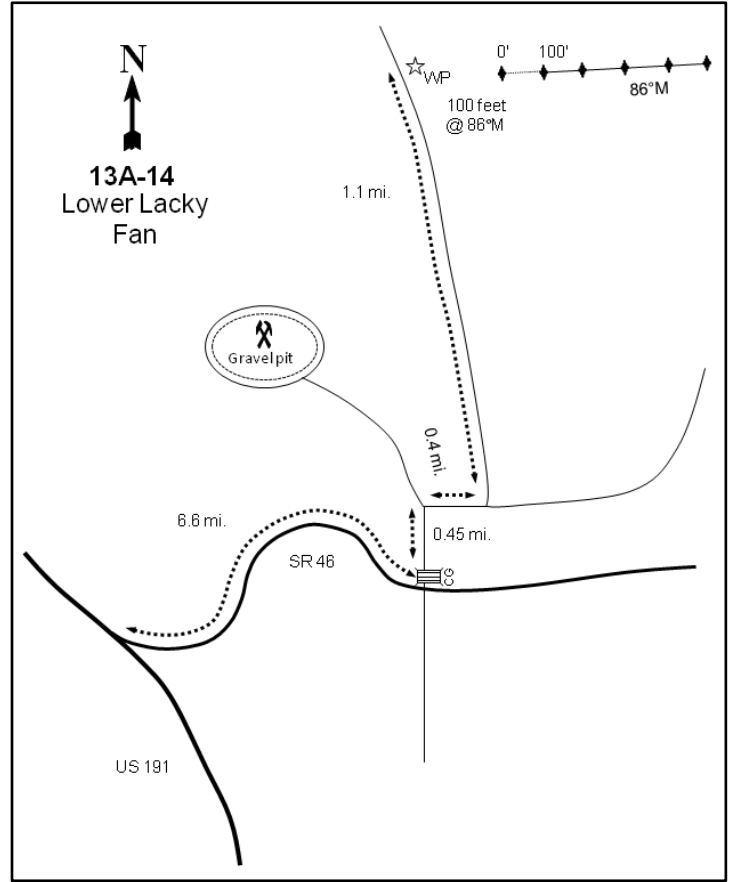 N
13A-14
Lower Lacky
Fan
WP
0' 100'
86°M
100 feet
@ 86°M
1.1 mi.
Gravel pit
0.4 mi.
6.6 mi.
0.45 mi.
SR 46
CG
US 191